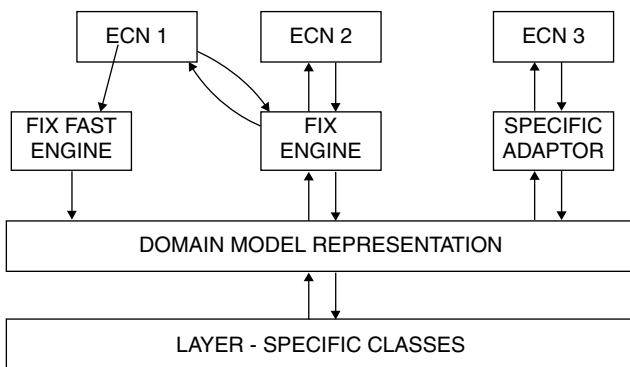 ECN 1
ECN 2
ECN 3
FIX FAST
ENGINE
FIX
ENGINE
SPECIFIC
ADAPTOR
DOMAIN MODEL REPRESENTATION
LAYER - SPECIFIC CLASSES